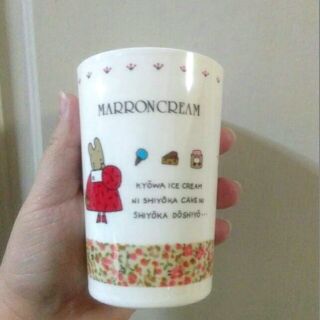 MARRONCREAM
KYŌWA ICE CREAM
NI SHIYŌKA CAKE NI
SHIYŌKA DŌSHIYŌ...